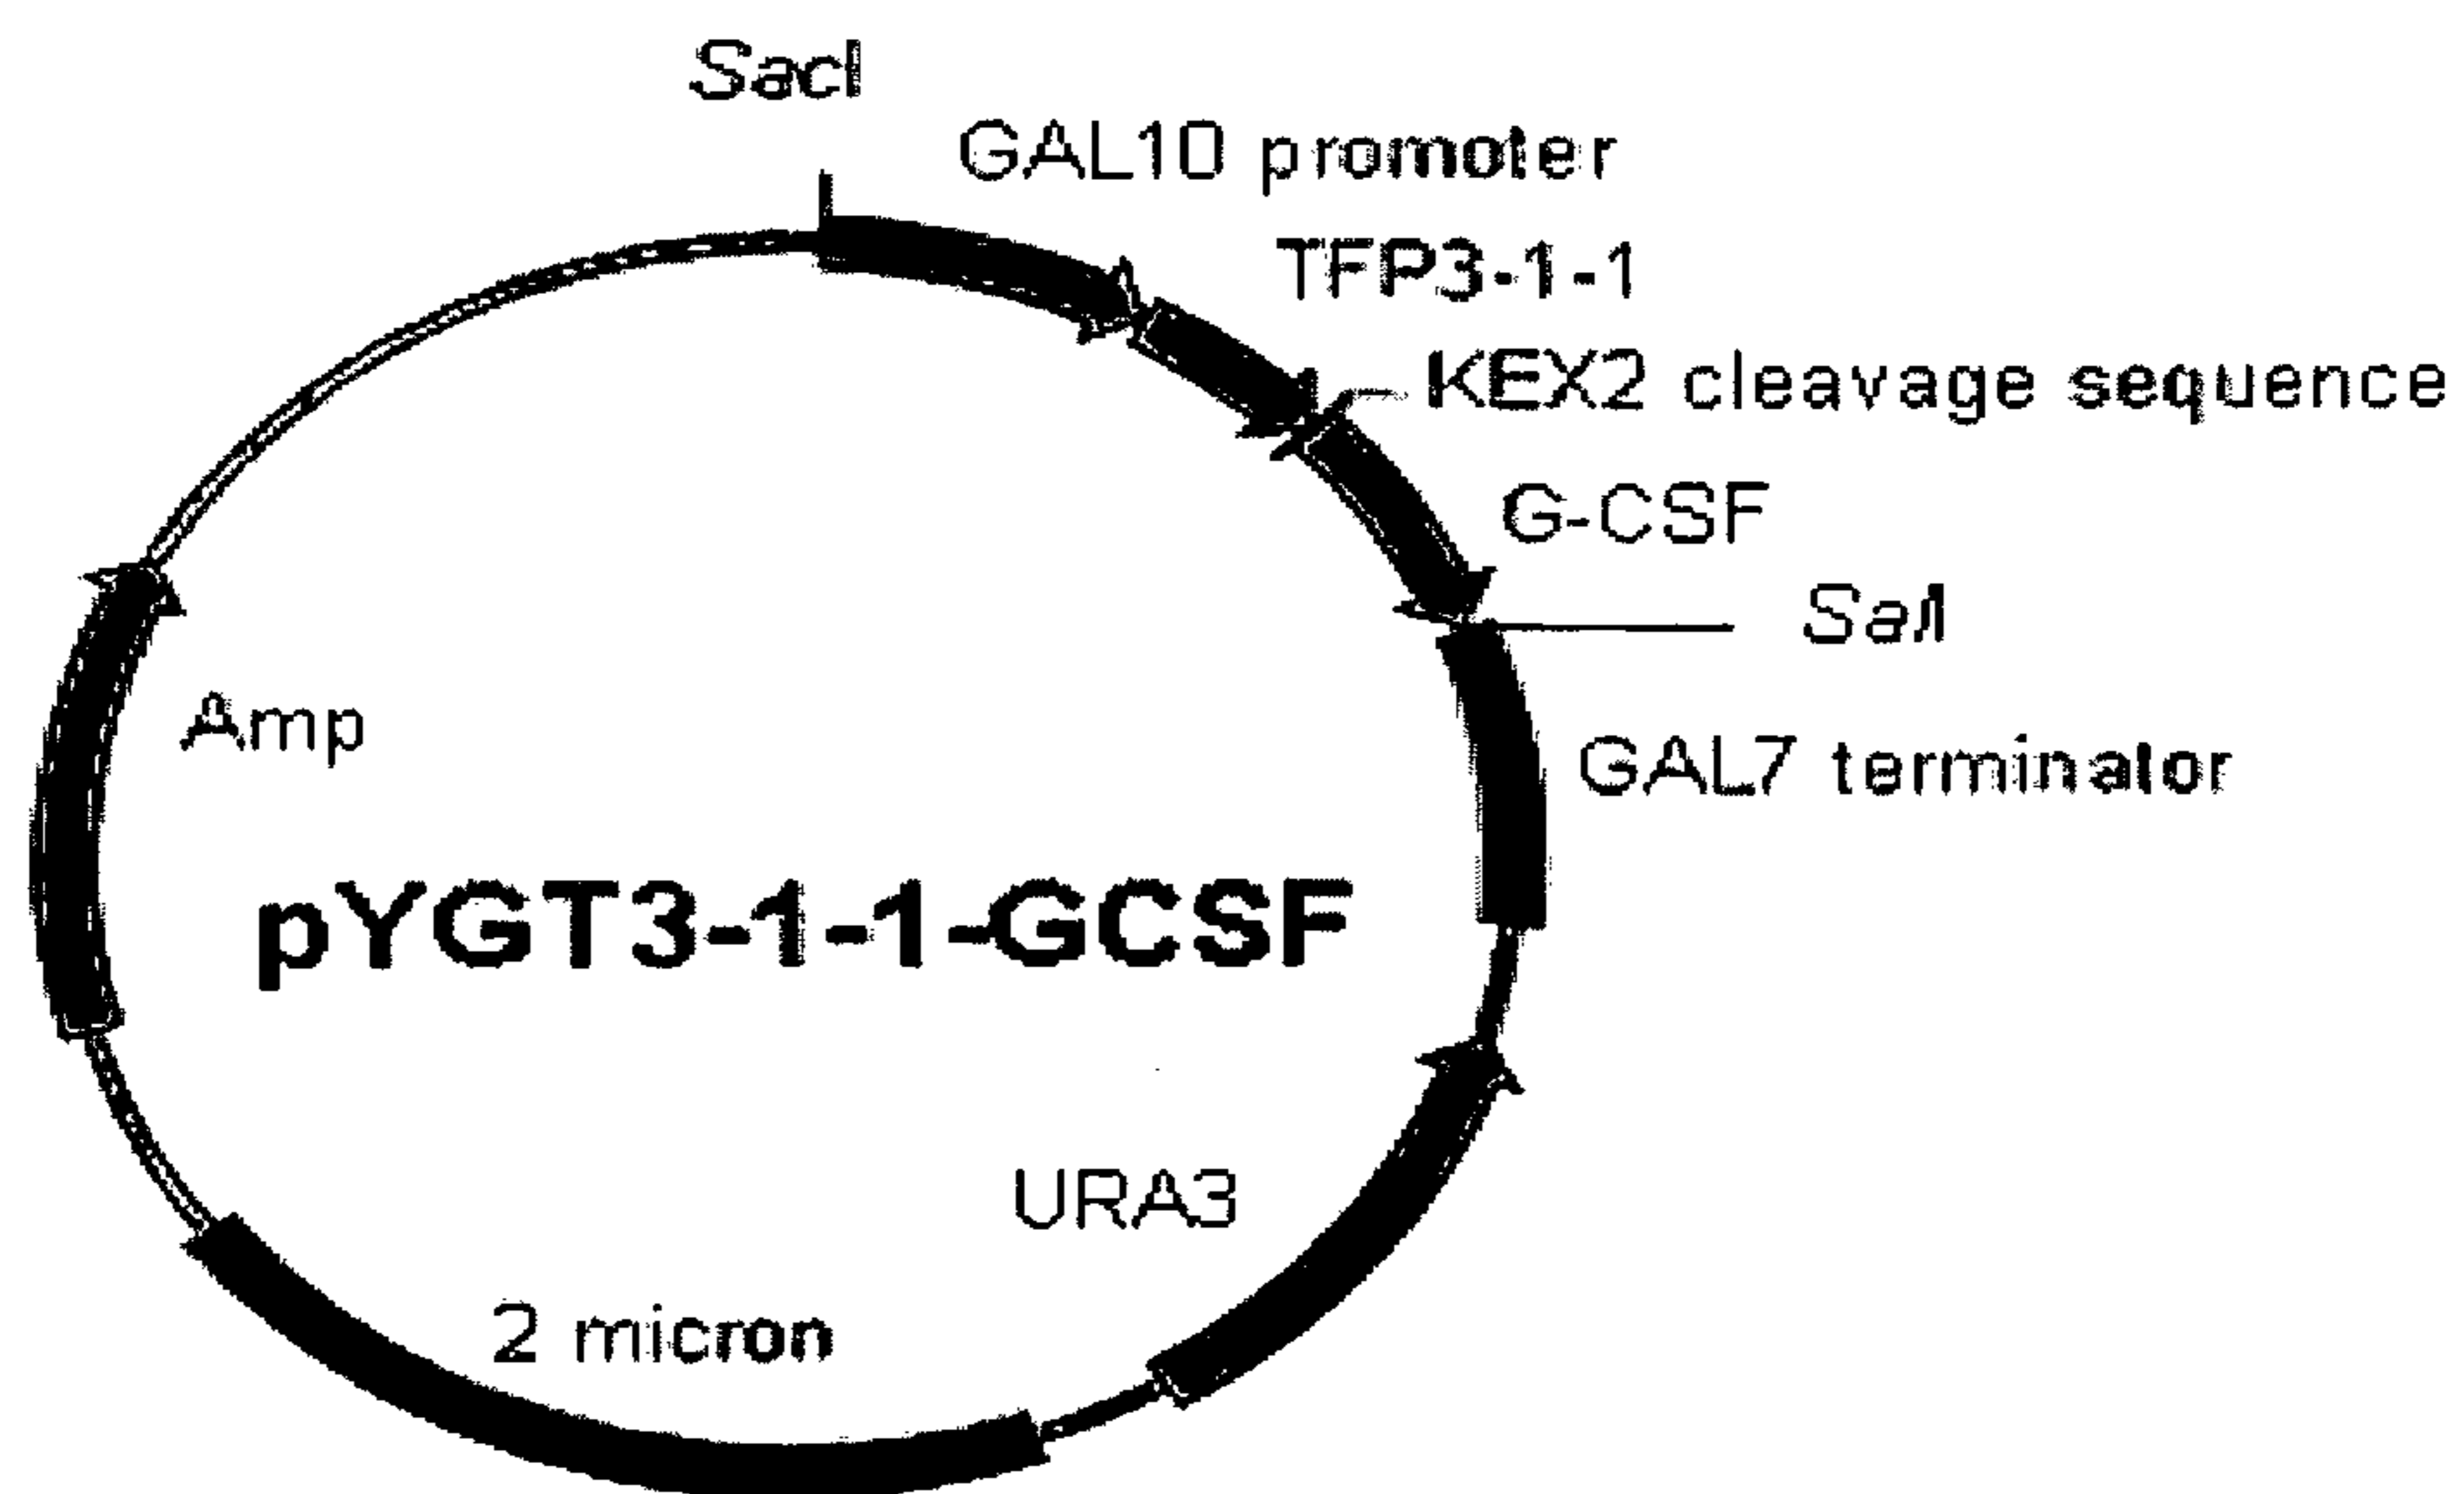 SacI
GAL10 promoter
TFP3-1-1
KEX2 cleavage sequence
G-CSF
SalI
GAL7 terminator
Amp
pYGT3-1-1-GCSF
URA3
2 micron